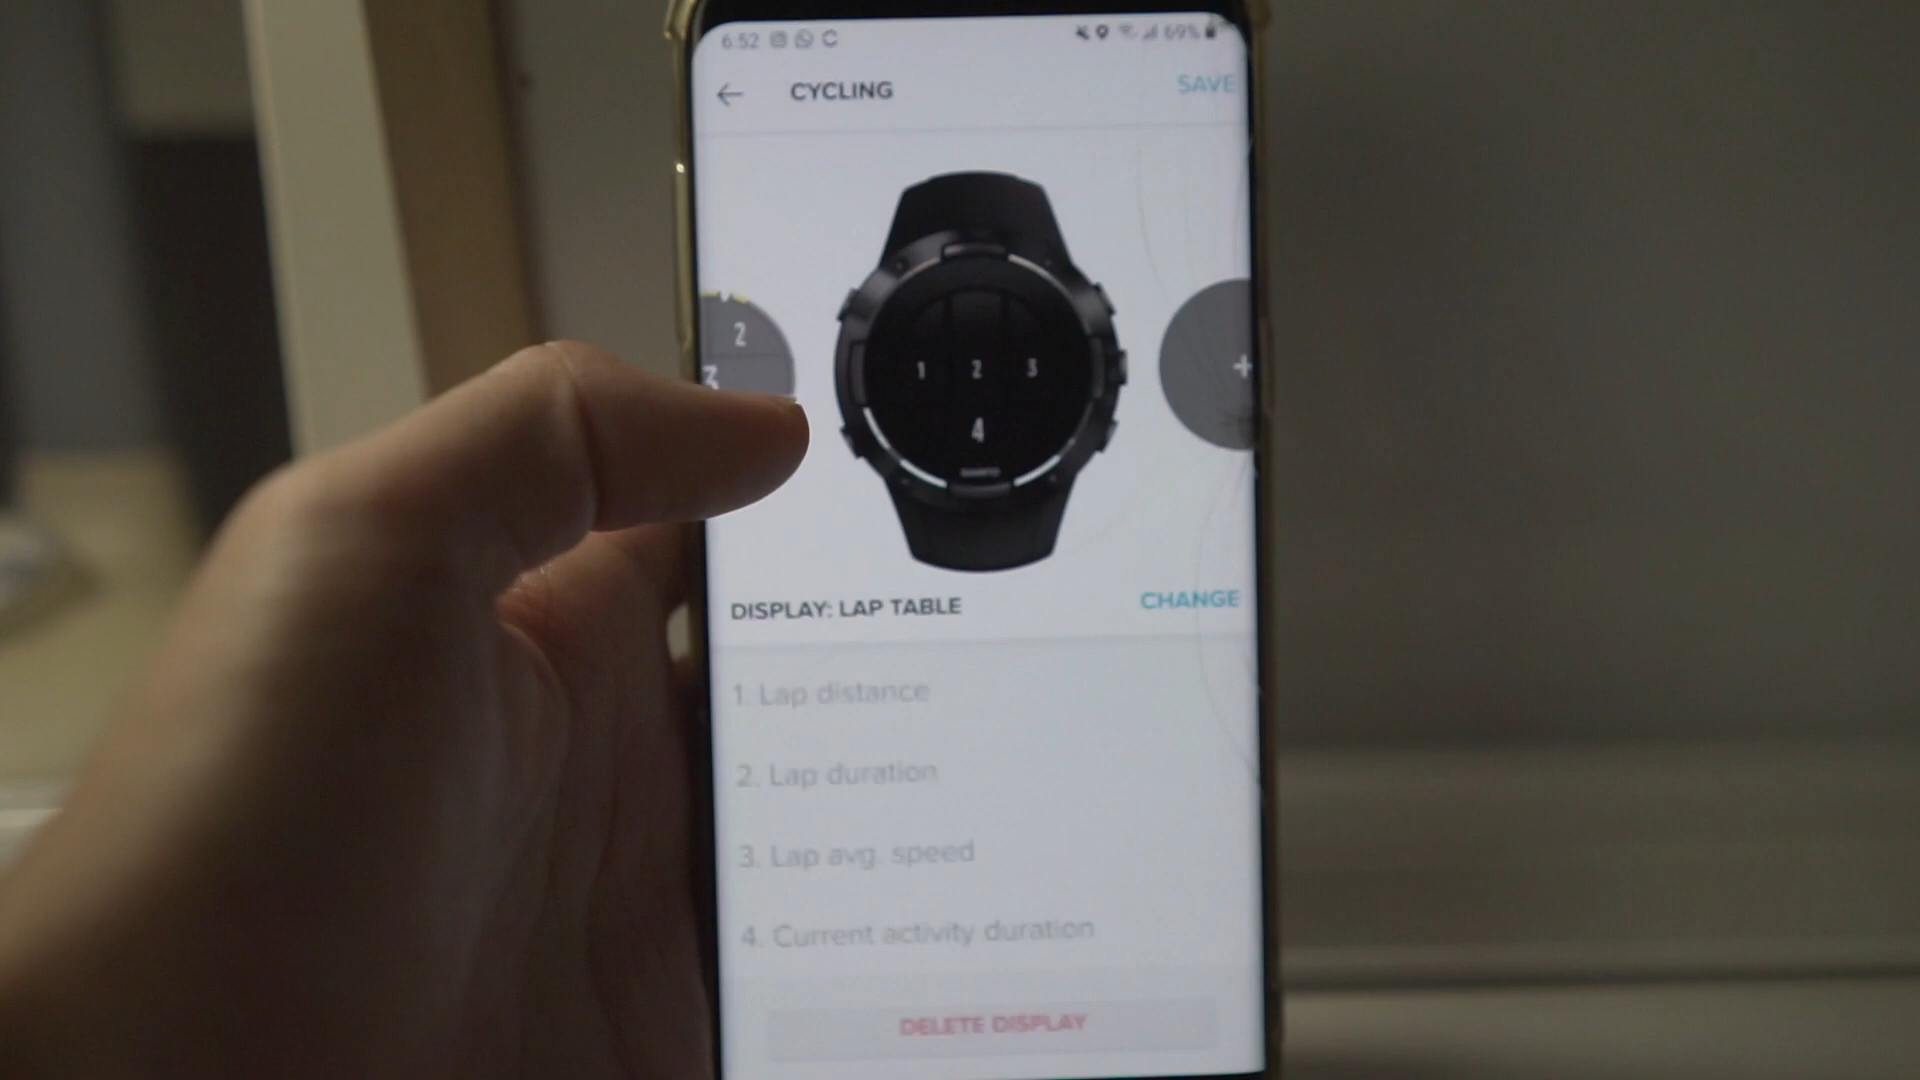 6:52 69%
← CYCLING SAVE
2
3
1 2 3
4
SUUNTO
+
DISPLAY: LAP TABLE CHANGE
1. Lap distance
2. Lap duration
3. Lap avg. speed
4. Current activity duration
DELETE DISPLAY